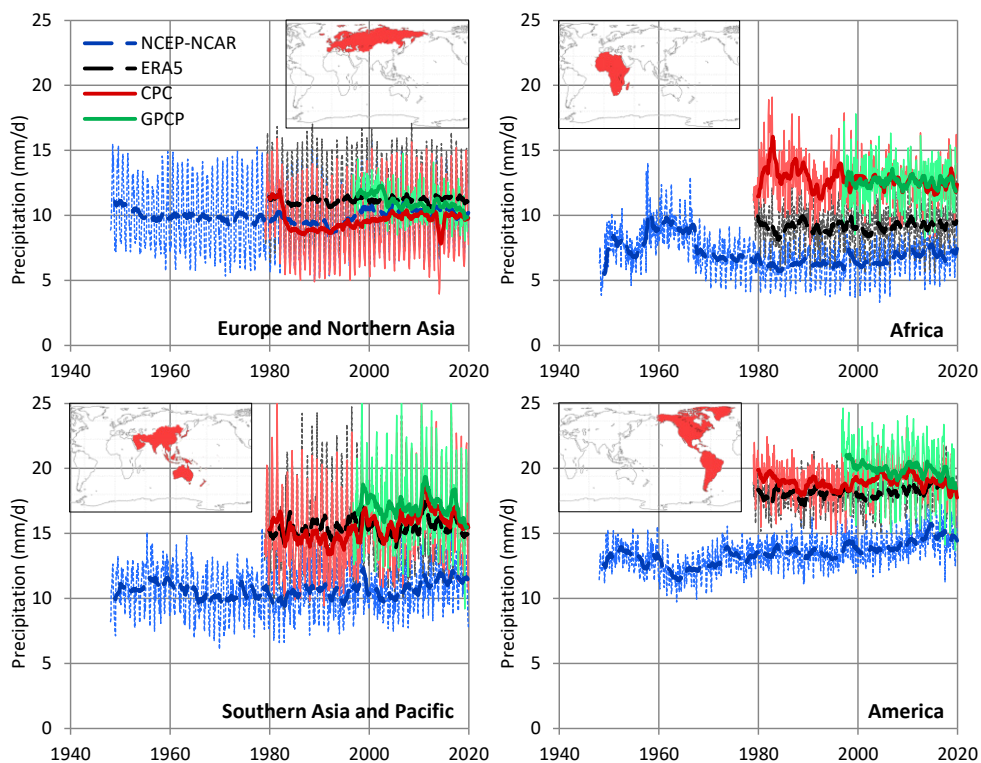 25
20
15
10
5
0
Precipitation (mm/d)
NCEP-NCAR
ERA5
CPC
GPCP
Europe and Northern Asia
1940 1960 1980 2000 2020
25
20
15
10
5
0
Precipitation (mm/d)
Africa
1940 1960 1980 2000 2020
25
20
15
10
5
0
Precipitation (mm/d)
Southern Asia and Pacific
1940 1960 1980 2000 2020
25
20
15
10
5
0
Precipitation (mm/d)
America
1940 1960 1980 2000 2020